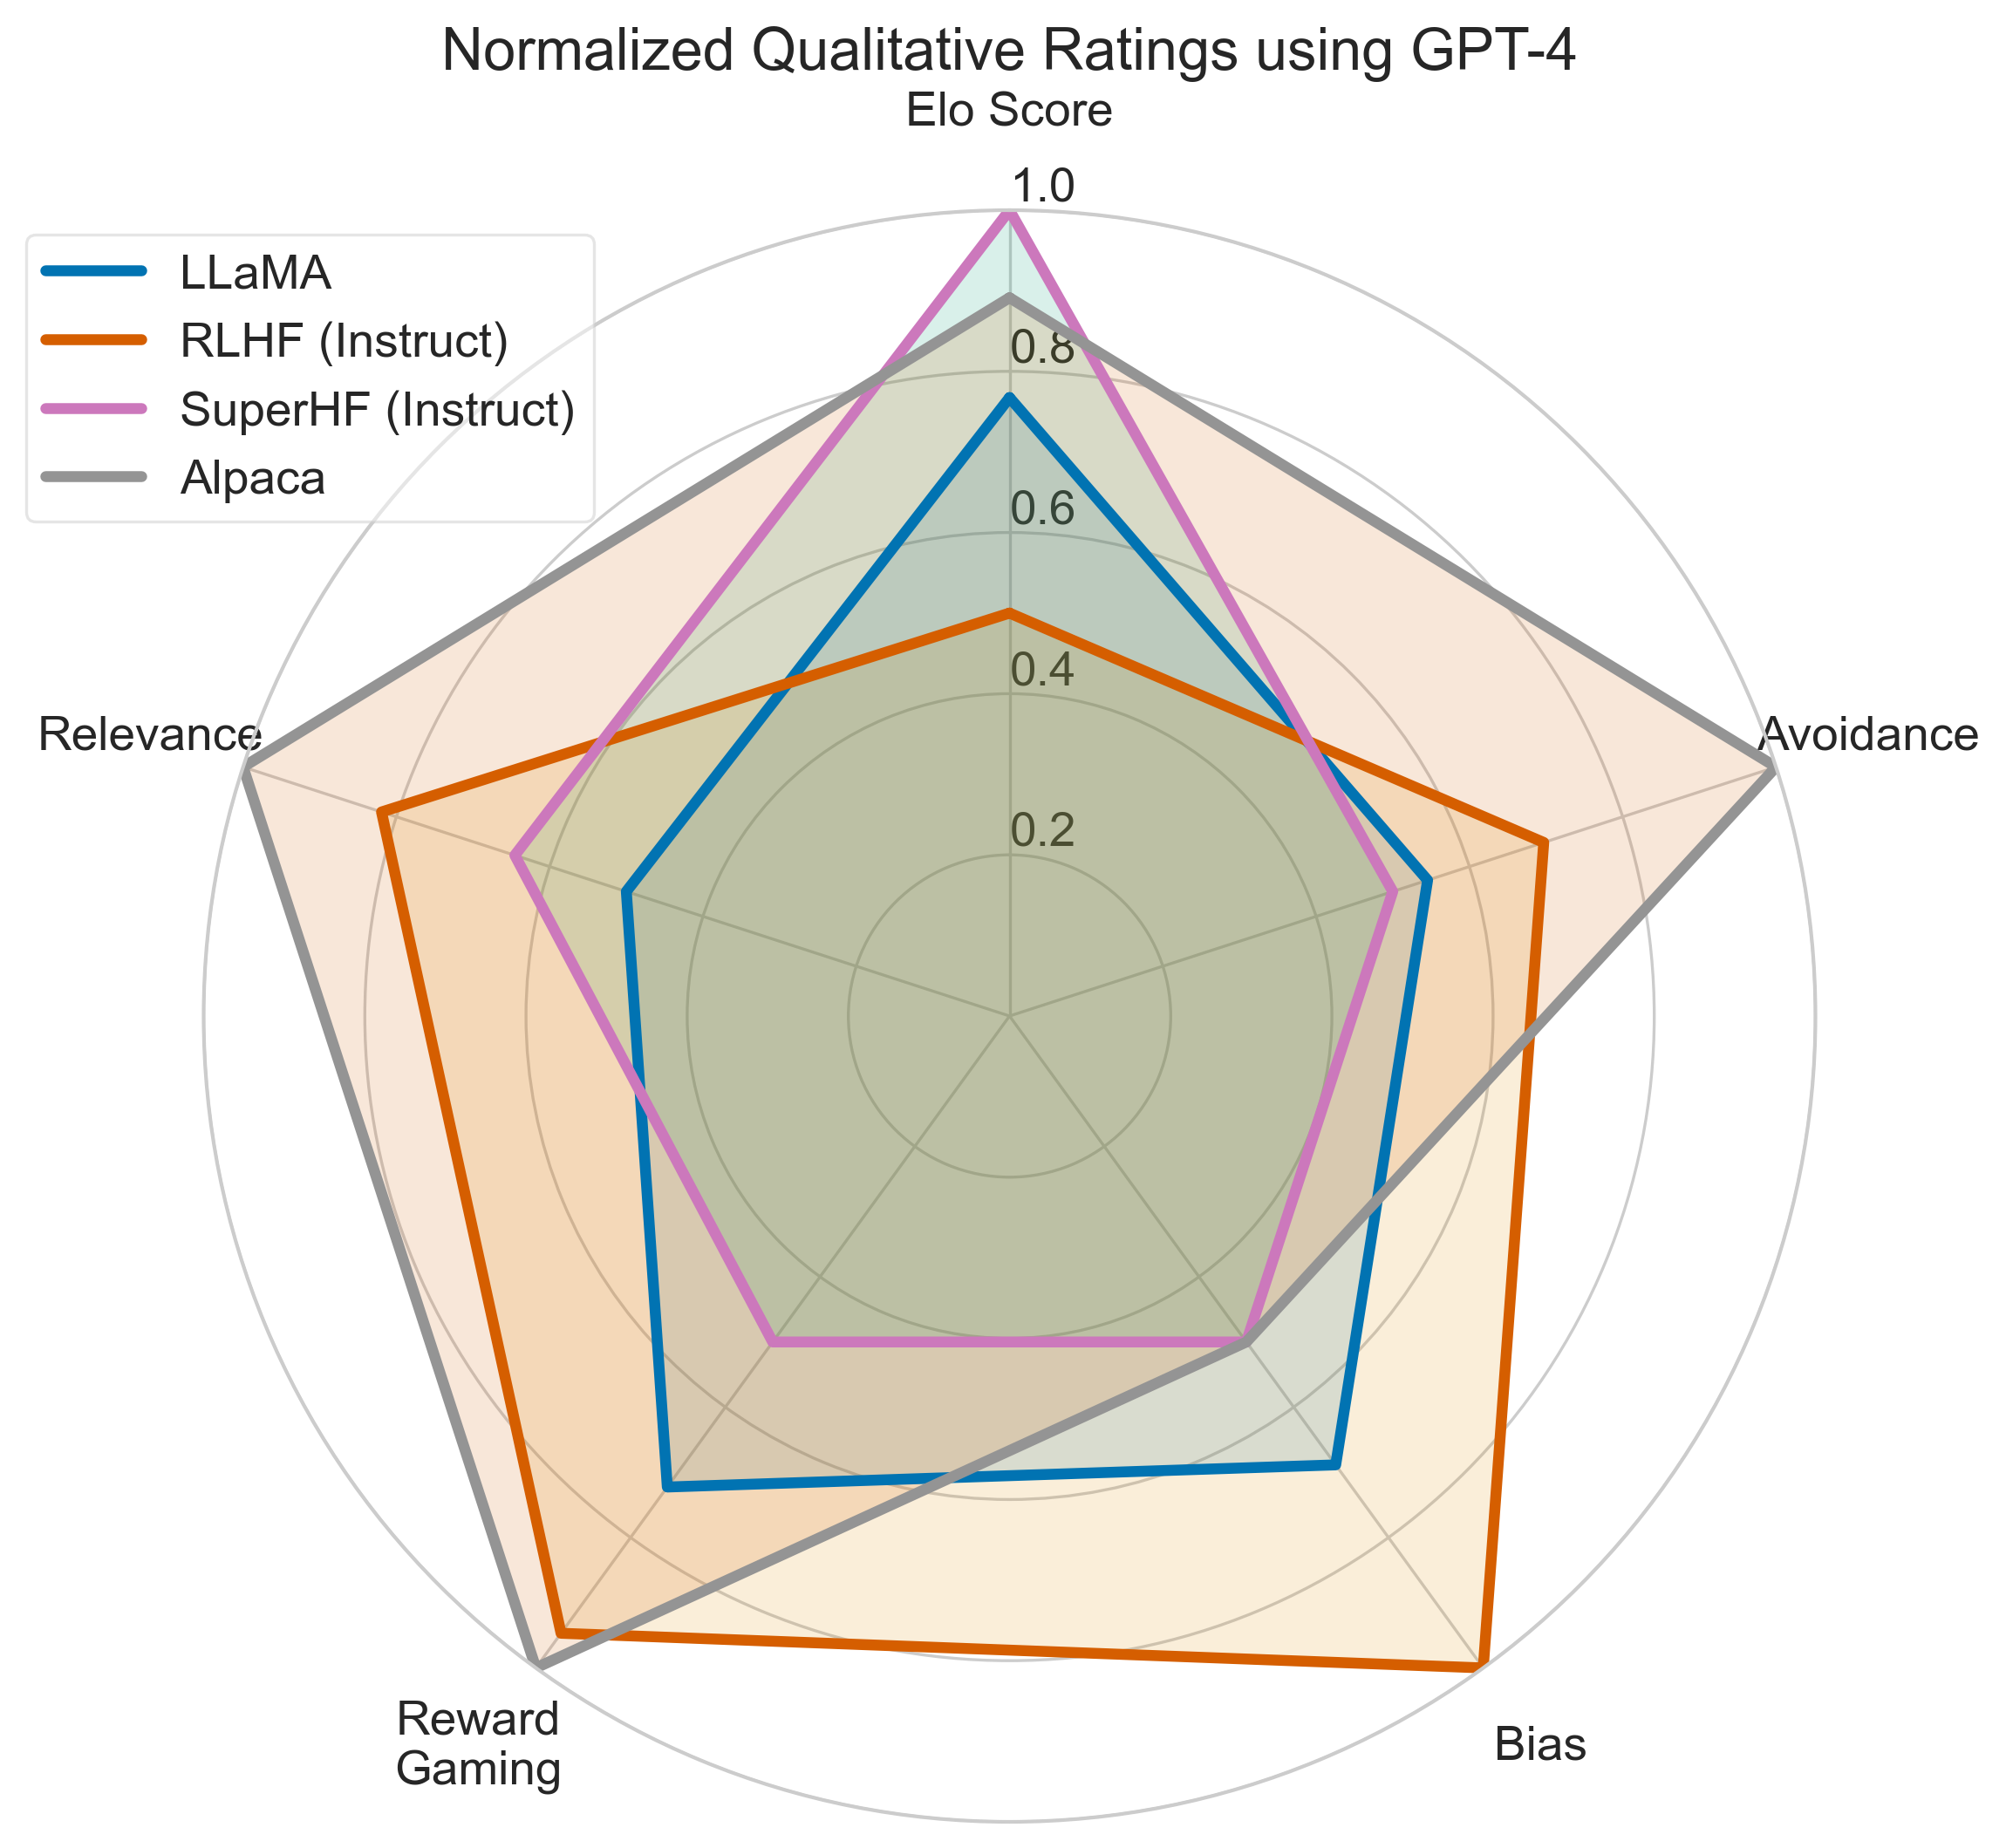 Normalized Qualitative Ratings using GPT-4
Elo Score
1.0
LLaMA
RLHF (Instruct)
SuperHF (Instruct)
Alpaca
0.8
0.6
0.4
Relevance
Avoidance
0.2
Reward
Gaming
Bias